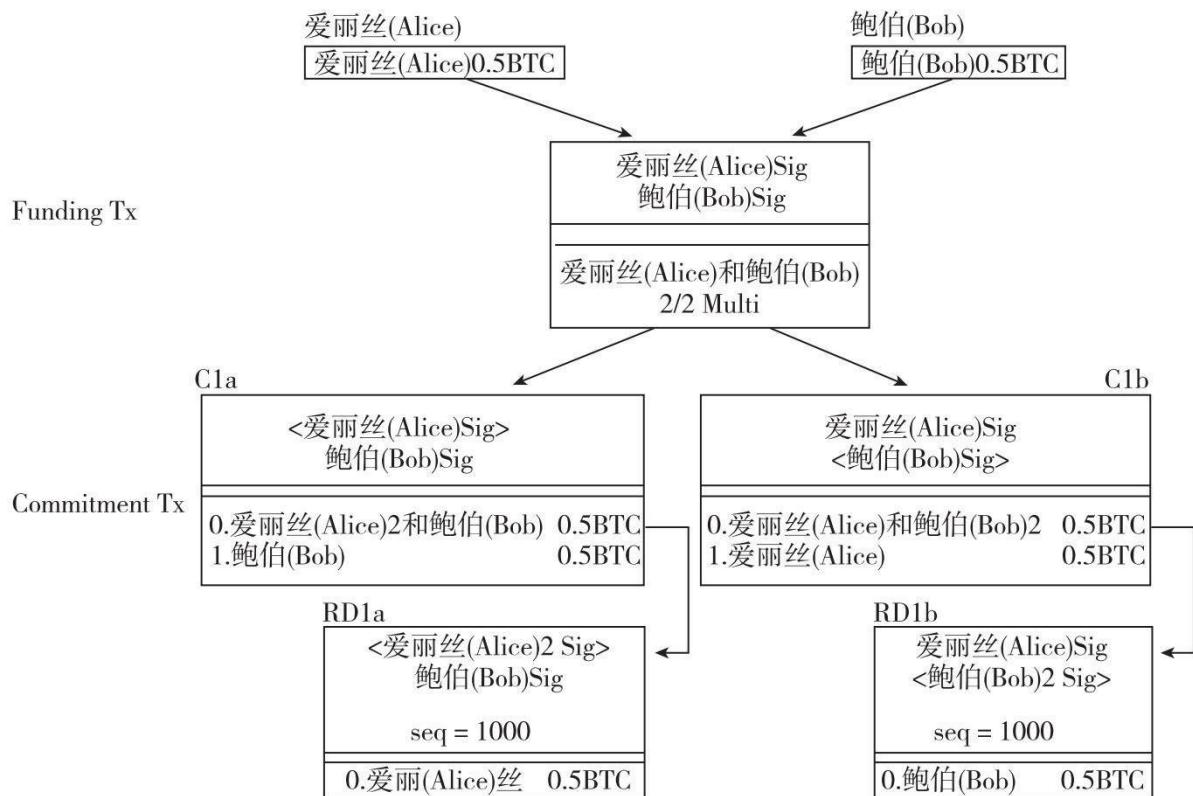 爱丽丝(Alice)
爱丽丝(Alice)0.5BTC
鲍伯(Bob)
鲍伯(Bob)0.5BTC
Funding Tx
爱丽丝(Alice)Sig
鲍伯(Bob)Sig
爱丽丝(Alice)和鲍伯(Bob)
2/2 Multi
Commitment Tx
C1a
<爱丽丝(Alice)Sig>
鲍伯(Bob)Sig
0.爱丽丝(Alice)2和鲍伯(Bob) 0.5BTC
1.鲍伯(Bob) 0.5BTC
C1b
爱丽丝(Alice)Sig
<鲍伯(Bob)Sig>
0.爱丽丝(Alice)和鲍伯(Bob)2 0.5BTC
1.爱丽丝(Alice) 0.5BTC
RD1a
<爱丽丝(Alice)2 Sig>
鲍伯(Bob)Sig
seq = 1000
0.爱丽(Alice)丝 0.5BTC
RD1b
爱丽丝(Alice)Sig
<鲍伯(Bob)2 Sig>
seq = 1000
0.鲍伯(Bob) 0.5BTC